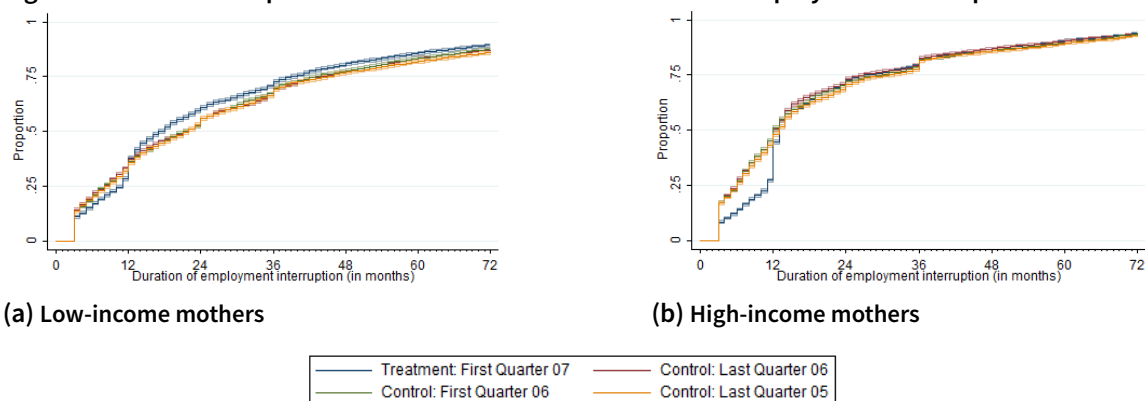 1
.75
Proportion
.5
.25
0
0 12 24 36 48 60 72
Duration of employment interruption (in months)
(a) Low-income mothers
1
.75
Proportion
.5
.25
0
0 12 24 36 48 60 72
Duration of employment interruption (in months)
(b) High-income mothers
Treatment: First Quarter 07
Control: Last Quarter 06
Control: First Quarter 06
Control: Last Quarter 05